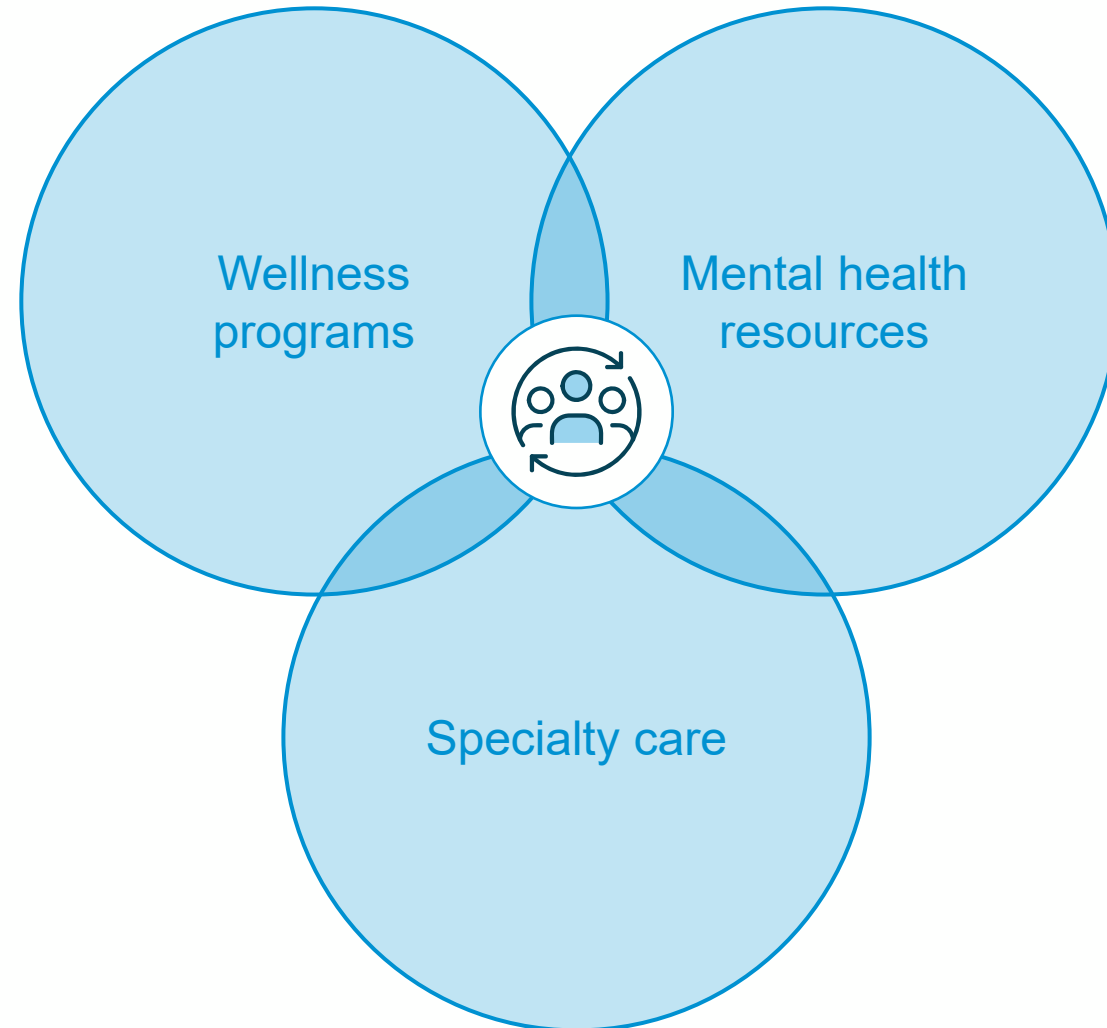 Wellness
programs
Mental health
resources
Specialty care